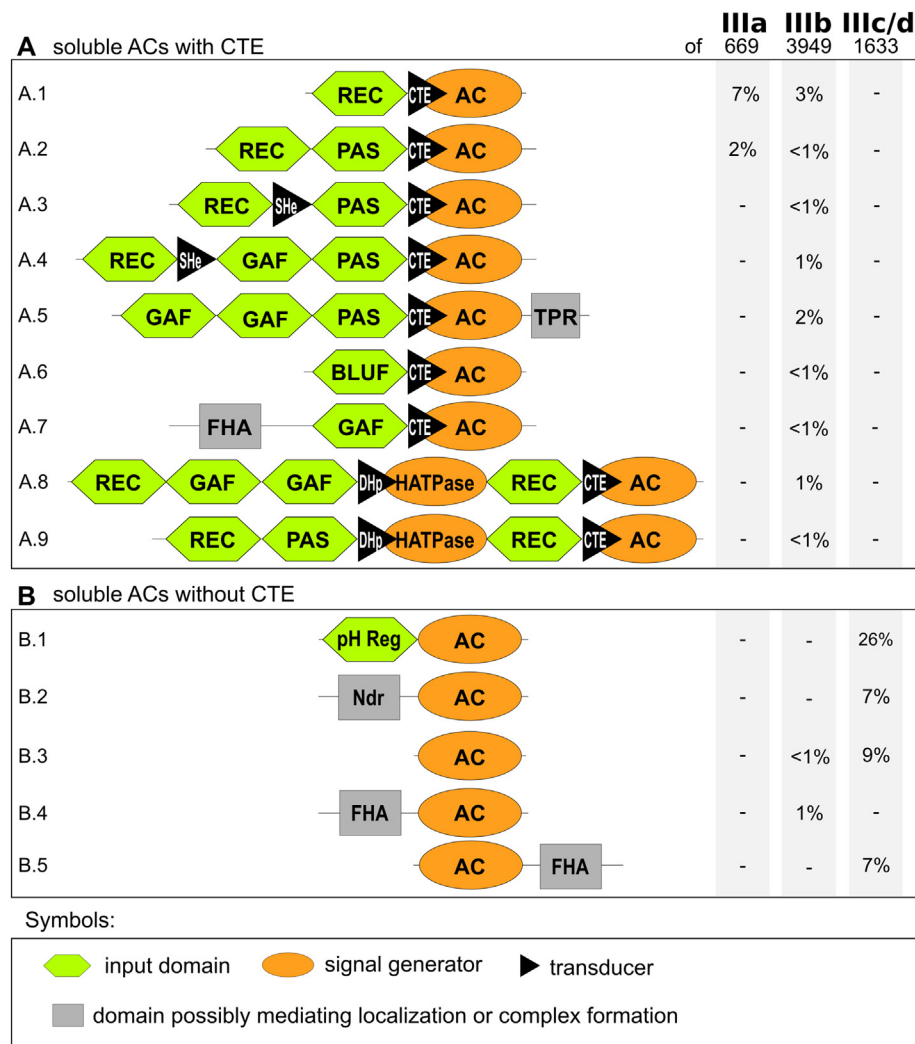 IIIa IIIb IIIc/d
A soluble ACs with CTE of 669 3949 1633
A.1 REC CTE AC 7% 3% -
A.2 REC PAS CTE AC 2% <1% -
A.3 REC SHe PAS CTE AC - <1% -
A.4 REC SHe GAF PAS CTE AC - 1% -
A.5 GAF GAF PAS CTE AC TPR - 2% -
A.6 BLUF CTE AC - <1% -
A.7 FHA GAF CTE AC - <1% -
A.8 REC GAF GAF DHp HATPase REC CTE AC - 1% -
A.9 REC PAS DHp HATPase REC CTE AC - <1% -
B soluble ACs without CTE
B.1 pH Reg AC - - 26%
B.2 Ndr AC - - 7%
B.3 AC - <1% 9%
B.4 FHA AC - 1% -
B.5 AC FHA - - 7%
Symbols:
input domain signal generator transducer
domain possibly mediating localization or complex formation